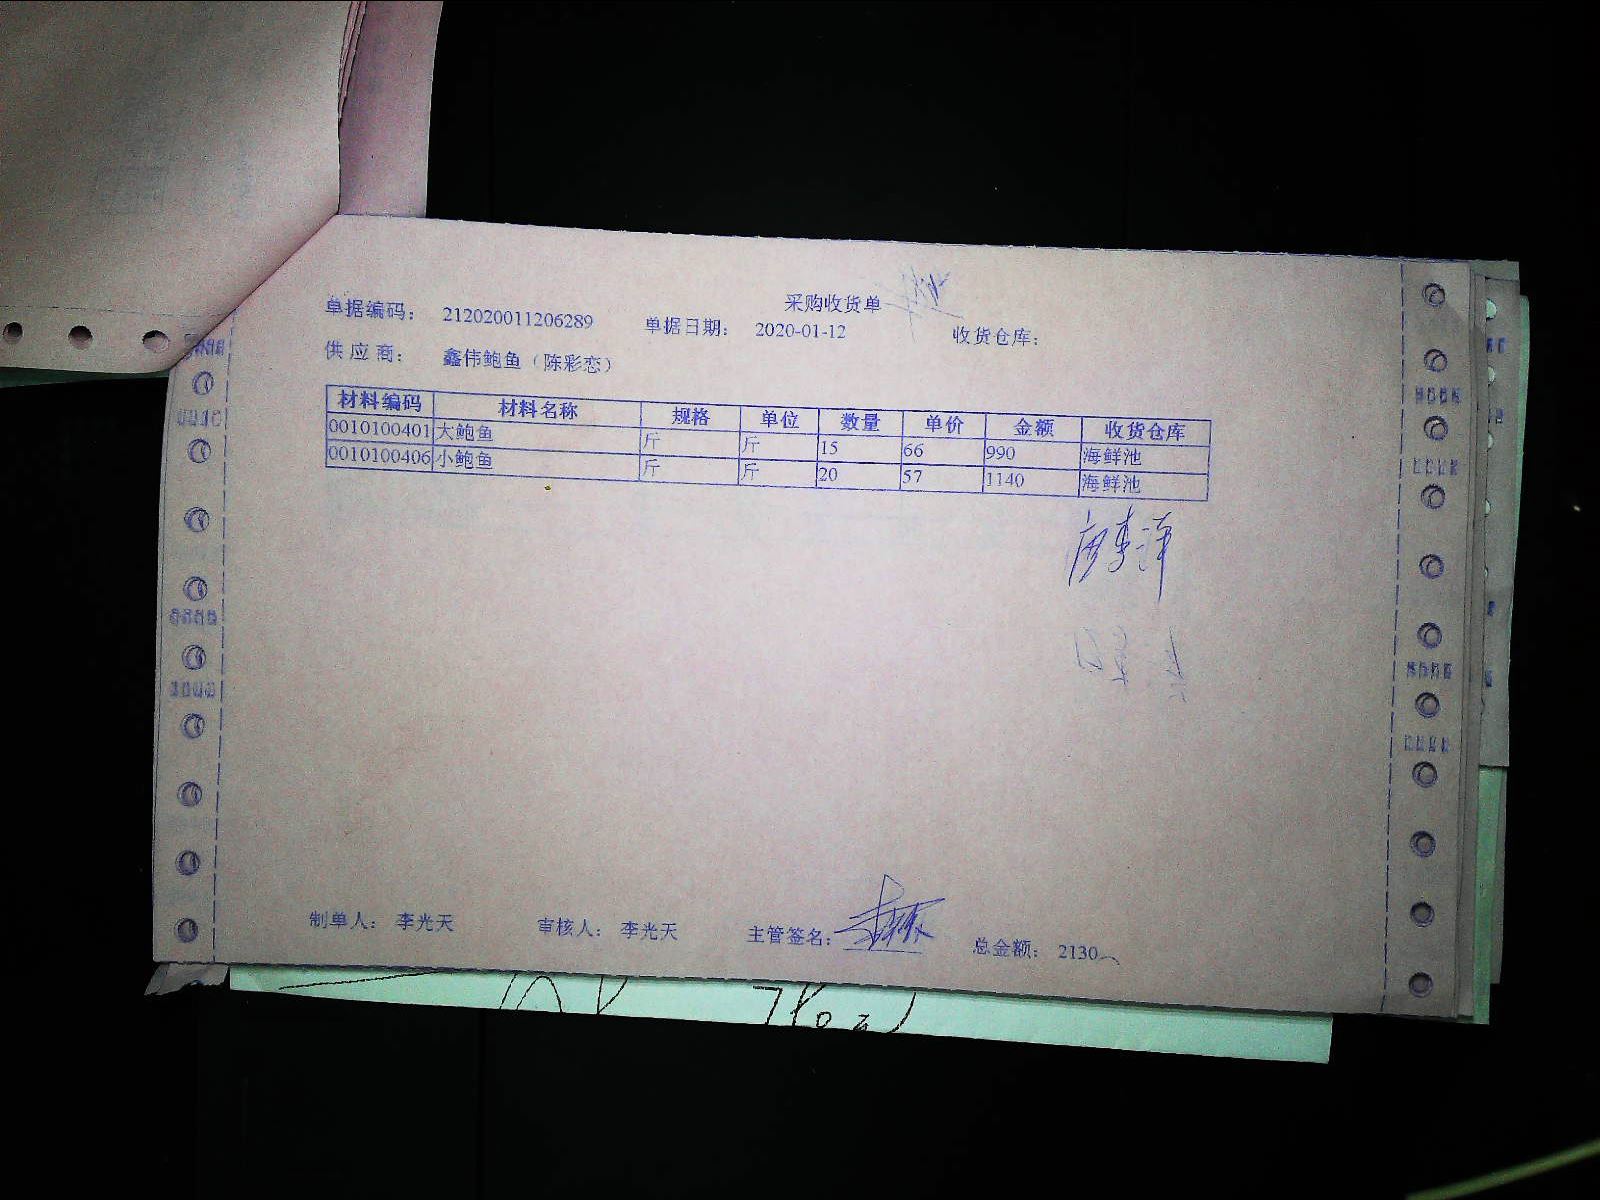 采购收货单
单据编码： 212020011206289 单据日期： 2020-01-12 收货仓库：
供 应 商： 鑫伟鲍鱼（陈彩恋）
材料编码 材料名称 规格 单位 数量 单价 金额 收货仓库
0010100401 大鲍鱼 斤 斤 15 66 990 海鲜池
0010100406 小鲍鱼 斤 斤 20 57 1140 海鲜池
制单人： 李光天 审核人： 李光天 主管签名： 总金额： 2130